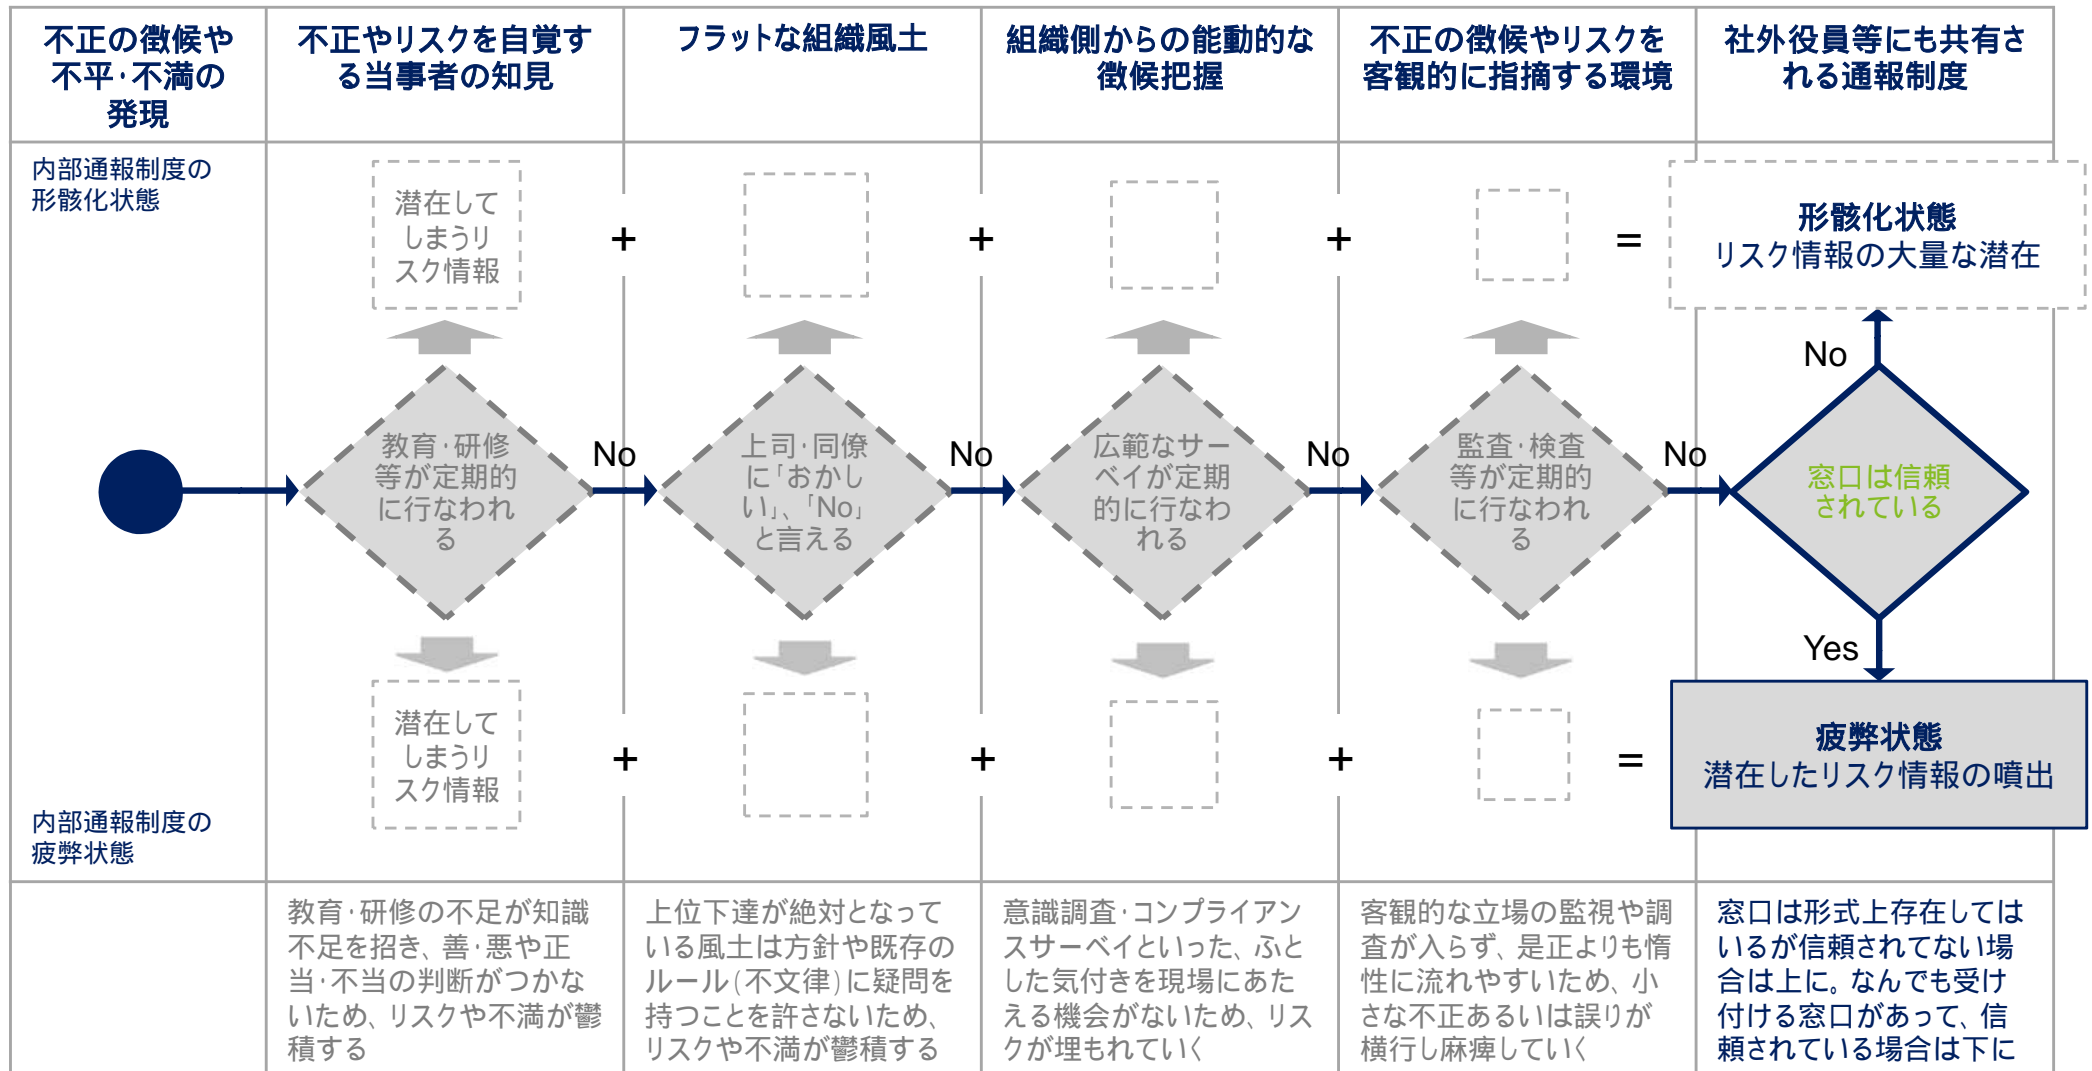 不正の徴候や
不平・不満の
発現
不正やリスクを自覚す
る当事者の知見
フラットな組織風土
組織側からの能動的な
徴候把握
不正の徴候やリスクを
客観的に指摘する環境
社外役員等にも共有さ
れる通報制度
内部通報制度の
形骸化状態
潜在して
しまうリ
スク情報
+
+
+
=
形骸化状態
リスク情報の大量な潜在
No
教育・研修
等が定期的
に行なわれ
る
No
上司・同僚
に「おかし
い」、「No」
と言える
No
広範なサー
ベイが定期
的に行なわ
れる
No
監査・検査
等が定期的
に行なわれ
る
No
窓口は信頼
されている
Yes
潜在して
しまうリ
スク情報
+
+
+
=
疲弊状態
潜在したリスク情報の噴出
内部通報制度の
疲弊状態
教育・研修の不足が知識
不足を招き、善・悪や正
当・不当の判断がつかな
いため、リスクや不満が鬱
積する
上位下達が絶対となって
いる風土は方針や既存の
ルール(不文律)に疑問を
持つことを許さないため、
リスクや不満が鬱積する
意識調査・コンプライアン
スサーベイといった、ふと
した気付きを現場にあた
える機会がないため、リス
クが埋もれていく
客観的な立場の監視や調
査が入らず、是正よりも惰
性に流れやすいため、小
さな不正あるいは誤りが
横行し麻痺していく
窓口は形式上存在しては
いるが信頼されてない場
合は上に。なんでも受け
付ける窓口があって、信
頼されている場合は下に